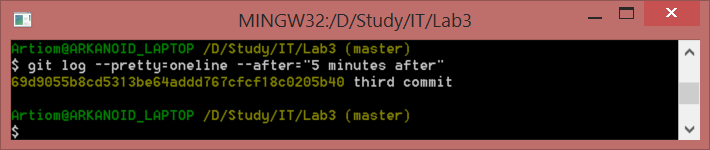 MINGW32:/D/Study/IT/Lab3
Artiom@ARKANOID_LAPTOP /D/Study/IT/Lab3 (master)
$ git log --pretty=oneline --after="5 minutes after"
69d9055b8cd5313be64addd767cfcf18c0205b40 third commit
Artiom@ARKANOID_LAPTOP /D/Study/IT/Lab3 (master)
$